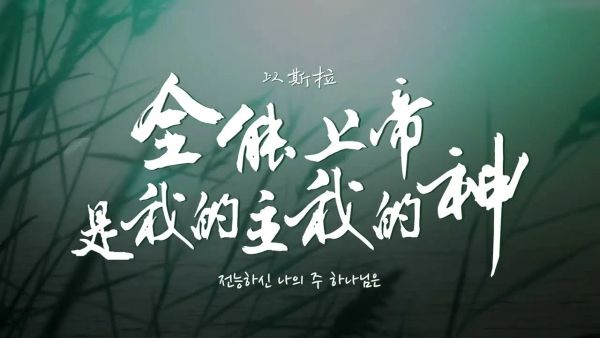 以斯拉
全能上帝
是我的主我的神
전능하신 나의 주 하나님은